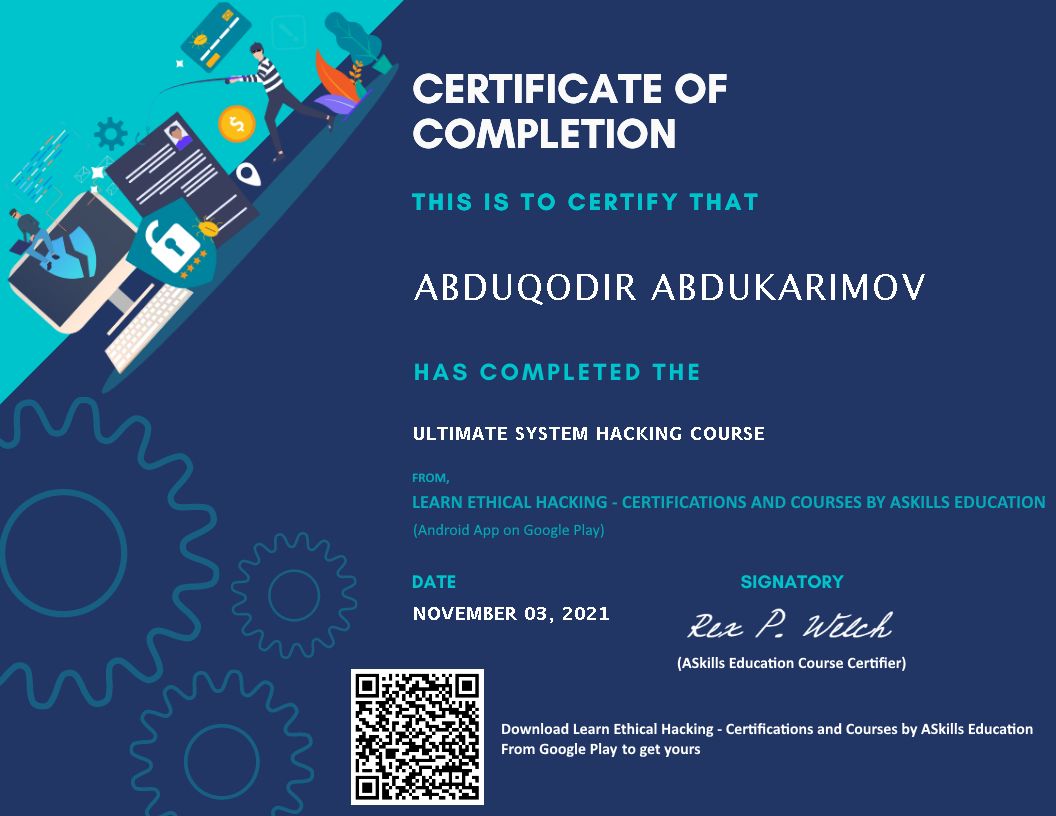 CERTIFICATE OF
COMPLETION
THIS IS TO CERTIFY THAT
ABDUQODIR ABDUKARIMOV
HAS COMPLETED THE
ULTIMATE SYSTEM HACKING COURSE
FROM,
LEARN ETHICAL HACKING - CERTIFICATIONS AND COURSES BY ASKILLS EDUCATION
(Android App on Google Play)
DATE
SIGNATORY
NOVEMBER 03, 2021
Rex P. Welch
(ASkills Education Course Certifier)
Download Learn Ethical Hacking - Certifications and Courses by ASkills Education
From Google Play to get yours